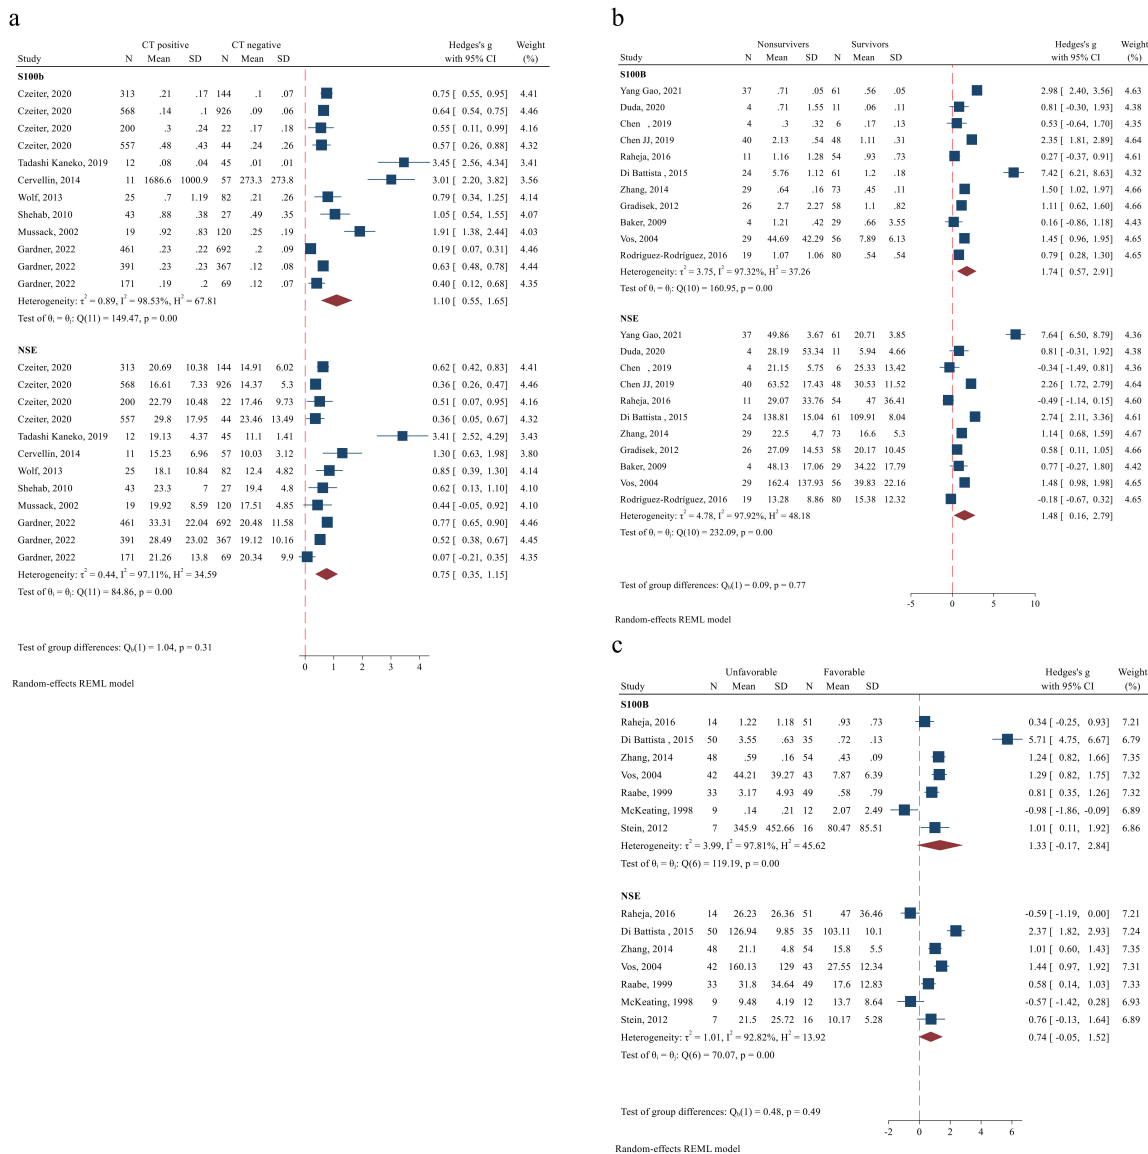 a
CT positive CT negative Hedges's g Weight
Study N Mean SD N Mean SD with 95% CI (%)
S100b
Czeiter, 2020 313 .21 .17 144 .1 .07 0.75 [ 0.55, 0.95] 4.41
Czeiter, 2020 568 .14 .1 926 .09 .06 0.64 [ 0.54, 0.75] 4.46
Czeiter, 2020 200 .3 .24 22 .17 .18 0.55 [ 0.11, 0.99] 4.16
Czeiter, 2020 557 .48 .43 44 .24 .26 0.57 [ 0.26, 0.88] 4.32
Tadashi Kaneko, 2019 12 .08 .04 45 .01 .01 3.45 [ 2.56, 4.34] 3.41
Cervellin, 2014 11 1686.6 1000.9 57 273.3 273.8 3.01 [ 2.20, 3.82] 3.56
Wolf, 2013 25 .7 1.19 82 .21 .26 0.79 [ 0.34, 1.25] 4.14
Shehab, 2010 43 .88 .38 27 .49 .35 1.05 [ 0.54, 1.55] 4.07
Mussack, 2002 19 .92 .83 120 .25 .19 1.91 [ 1.38, 2.44] 4.03
Gardner, 2022 461 .23 .22 692 .2 .09 0.19 [ 0.07, 0.31] 4.46
Gardner, 2022 391 .23 .23 367 .12 .08 0.63 [ 0.48, 0.78] 4.44
Gardner, 2022 171 .19 .2 69 .12 .07 0.40 [ 0.12, 0.68] 4.35
Heterogeneity: τ² = 0.89, I² = 98.53%, H² = 67.81 1.10 [ 0.55, 1.65]
Test of θi = θj: Q(11) = 149.47, p = 0.00
NSE
Czeiter, 2020 313 20.69 10.38 144 14.91 6.02 0.62 [ 0.42, 0.83] 4.41
Czeiter, 2020 568 16.61 7.33 926 14.37 5.3 0.36 [ 0.26, 0.47] 4.46
Czeiter, 2020 200 22.79 10.48 22 17.46 9.73 0.51 [ 0.07, 0.95] 4.16
Czeiter, 2020 557 29.8 17.95 44 23.46 13.49 0.36 [ 0.05, 0.67] 4.32
Tadashi Kaneko, 2019 12 19.13 4.37 45 11.1 1.41 3.41 [ 2.52, 4.29] 3.43
Cervellin, 2014 11 15.23 6.96 57 10.03 3.12 1.30 [ 0.63, 1.98] 3.80
Wolf, 2013 25 18.1 10.84 82 12.4 4.82 0.85 [ 0.39, 1.30] 4.14
Shehab, 2010 43 23.3 7 27 19.4 4.8 0.62 [ 0.13, 1.10] 4.10
Mussack, 2002 19 19.92 8.59 120 17.51 4.85 0.44 [ -0.05, 0.92] 4.10
Gardner, 2022 461 33.31 22.04 692 20.48 11.58 0.77 [ 0.65, 0.90] 4.46
Gardner, 2022 391 28.49 23.02 367 19.12 10.16 0.52 [ 0.38, 0.67] 4.45
Gardner, 2022 171 21.26 13.8 69 20.34 9.9 0.07 [ -0.21, 0.35] 4.35
Heterogeneity: τ² = 0.44, I² = 97.11%, H² = 34.59 0.75 [ 0.35, 1.15]
Test of θi = θj: Q(11) = 84.86, p = 0.00
Test of group differences: Qb(1) = 1.04, p = 0.31
0 1 2 3 4
Random-effects REML model
b
Nonsurvivers Survivors Hedges's g Weight
Study N Mean SD N Mean SD with 95% CI (%)
S100B
Yang Gao, 2021 37 .71 .05 61 .56 .05 2.98 [ 2.40, 3.56] 4.63
Duda, 2020 4 .71 1.55 11 .06 .11 0.81 [ -0.30, 1.93] 4.38
Chen , 2019 4 .3 .32 6 .17 .13 0.53 [ -0.64, 1.70] 4.35
Chen JJ, 2019 40 2.13 .54 48 1.11 .31 2.35 [ 1.81, 2.89] 4.64
Raheja, 2016 11 1.16 1.28 54 .93 .73 0.27 [ -0.37, 0.91] 4.61
Di Battista, 2015 24 5.76 1.12 61 1.2 .18 7.42 [ 6.21, 8.63] 4.32
Zhang, 2014 29 .64 .16 73 .45 .11 1.50 [ 1.02, 1.97] 4.66
Gradisek, 2012 26 2.7 2.27 58 1.1 .82 1.11 [ 0.62, 1.60] 4.66
Baker, 2009 4 1.21 .42 29 .66 3.55 0.16 [ -0.86, 1.18] 4.43
Vos, 2004 29 44.69 42.29 56 7.89 6.13 1.45 [ 0.96, 1.95] 4.65
Rodríguez-Rodríguez, 2016 19 1.07 1.06 80 .54 .54 0.79 [ 0.28, 1.30] 4.65
Heterogeneity: τ² = 3.75, I² = 97.32%, H² = 37.26 1.74 [ 0.57, 2.91]
Test of θi = θj: Q(10) = 160.95, p = 0.00
NSE
Yang Gao, 2021 37 49.86 3.67 61 20.71 3.85 7.64 [ 6.50, 8.79] 4.36
Duda, 2020 4 28.19 53.34 11 5.94 4.66 0.81 [ -0.31, 1.92] 4.38
Chen , 2019 4 21.15 5.75 6 25.33 13.42 -0.34 [ -1.49, 0.81] 4.36
Chen JJ, 2019 40 63.52 17.43 48 30.53 11.52 2.26 [ 1.72, 2.79] 4.64
Raheja, 2016 11 29.07 33.76 54 47 36.41 -0.49 [ -1.14, 0.15] 4.60
Di Battista, 2015 24 138.81 15.04 61 109.91 8.04 2.74 [ 2.11, 3.36] 4.61
Zhang, 2014 29 22.5 4.7 73 16.6 5.3 1.14 [ 0.68, 1.59] 4.67
Gradisek, 2012 26 27.09 14.53 58 20.17 10.45 0.58 [ 0.11, 1.05] 4.66
Baker, 2009 4 48.13 17.06 29 34.22 17.79 0.77 [ -0.27, 1.80] 4.42
Vos, 2004 29 162.4 137.93 56 39.83 22.16 1.48 [ 0.98, 1.98] 4.65
Rodríguez-Rodríguez, 2016 19 13.28 8.86 80 15.38 12.32 -0.18 [ -0.67, 0.32] 4.65
Heterogeneity: τ² = 4.78, I² = 97.92%, H² = 48.18 1.48 [ 0.16, 2.79]
Test of θi = θj: Q(10) = 232.09, p = 0.00
Test of group differences: Qb(1) = 0.09, p = 0.77
-5 0 5 10
Random-effects REML model
c
Unfavorable Favorable Hedges's g Weight
Study N Mean SD N Mean SD with 95% CI (%)
S100B
Raheja, 2016 14 1.22 1.18 51 .93 .73 0.34 [ -0.25, 0.93] 7.21
Di Battista , 2015 50 3.55 .63 35 .72 .13 5.71 [ 4.75, 6.67] 6.79
Zhang, 2014 48 .59 .16 54 .43 .09 1.24 [ 0.82, 1.66] 7.35
Vos, 2004 42 44.21 39.27 43 7.87 6.39 1.29 [ 0.82, 1.75] 7.32
Raabe, 1999 33 3.17 4.93 49 .58 .79 0.81 [ 0.35, 1.26] 7.32
McKeating, 1998 9 .14 .21 12 2.07 2.49 -0.98 [ -1.86, -0.09] 6.89
Stein, 2012 7 345.9 452.66 16 80.47 85.51 1.01 [ 0.11, 1.92] 6.86
Heterogeneity: τ² = 3.99, I² = 97.81%, H² = 45.62 1.33 [ -0.17, 2.84]
Test of θi = θj: Q(6) = 119.19, p = 0.00
NSE
Raheja, 2016 14 26.23 26.36 51 47 36.46 -0.59 [ -1.19, 0.00] 7.21
Di Battista, 2015 50 126.94 9.85 35 103.11 10.1 2.37 [ 1.82, 2.93] 7.24
Zhang, 2014 48 21.1 4.8 54 15.8 5.5 1.01 [ 0.60, 1.43] 7.35
Vos, 2004 42 160.13 129 43 27.55 12.34 1.44 [ 0.97, 1.92] 7.31
Raabe, 1999 33 31.8 34.64 49 17.6 12.83 0.58 [ 0.14, 1.03] 7.33
McKeating, 1998 9 9.48 4.19 12 13.7 8.64 -0.57 [ -1.42, 0.28] 6.93
Stein, 2012 7 21.5 25.72 16 10.17 5.28 0.76 [ -0.13, 1.64] 6.89
Heterogeneity: τ² = 1.01, I² = 92.82%, H² = 13.92 0.74 [ -0.05, 1.52]
Test of θi = θj: Q(6) = 70.07, p = 0.00
Test of group differences: Qb(1) = 0.48, p = 0.49
-2 0 2 4 6
Random-effects REML model